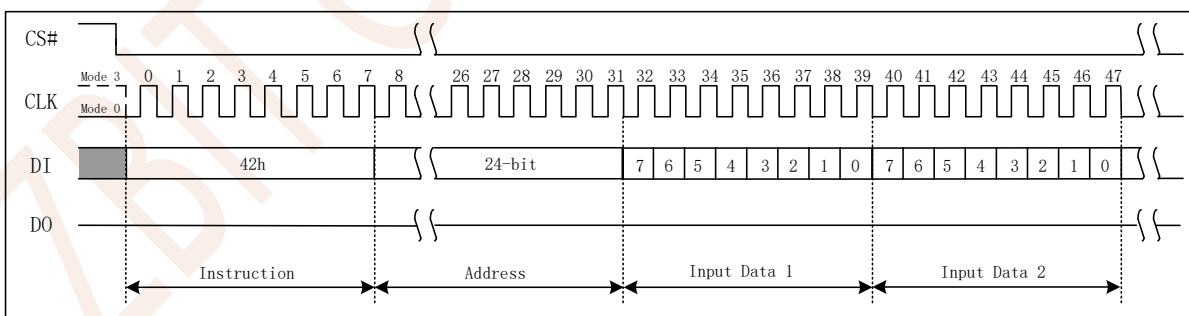 CS#
Mode 3 0 1 2 3 4 5 6 7 8 26 27 28 29 30 31 32 33 34 35 36 37 38 39 40 41 42 43 44 45 46 47
CLK
Mode 0
DI 42h 24-bit 7 6 5 4 3 2 1 0 7 6 5 4 3 2 1 0
DO
Instruction Address Input Data 1 Input Data 2
ZBIT C